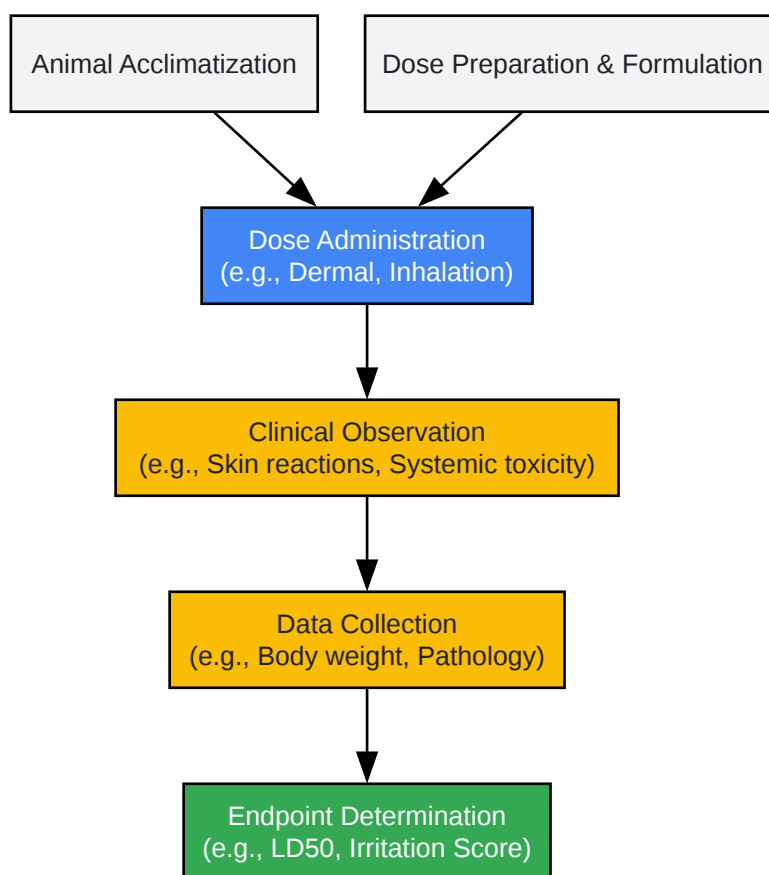 Animal Acclimatization
Dose Preparation & Formulation
Dose Administration
(e.g., Dermal, Inhalation)
Clinical Observation
(e.g., Skin reactions, Systemic toxicity)
Data Collection
(e.g., Body weight, Pathology)
Endpoint Determination
(e.g., LD50, Irritation Score)